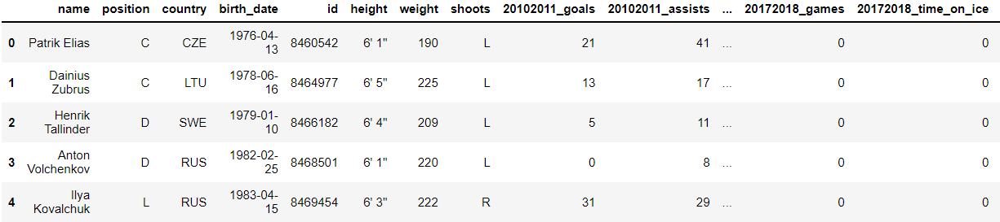 name position country birth_date id height weight shoots 20102011_goals 20102011_assists ... 20172018_games 20172018_time_on_ice
0 Patrik Elias C CZE 1976-04-13 8460542 6' 1" 190 L 21 41 ... 0 0
1 Dainius Zubrus C LTU 1978-06-16 8464977 6' 5" 225 L 13 17 ... 0 0
2 Henrik Tallinder D SWE 1979-01-10 8466182 6' 4" 209 L 5 11 ... 0 0
3 Anton Volchenkov D RUS 1982-02-25 8468501 6' 1" 220 L 0 8 ... 0 0
4 Ilya Kovalchuk L RUS 1983-04-15 8469454 6' 3" 222 R 31 29 ... 0 0